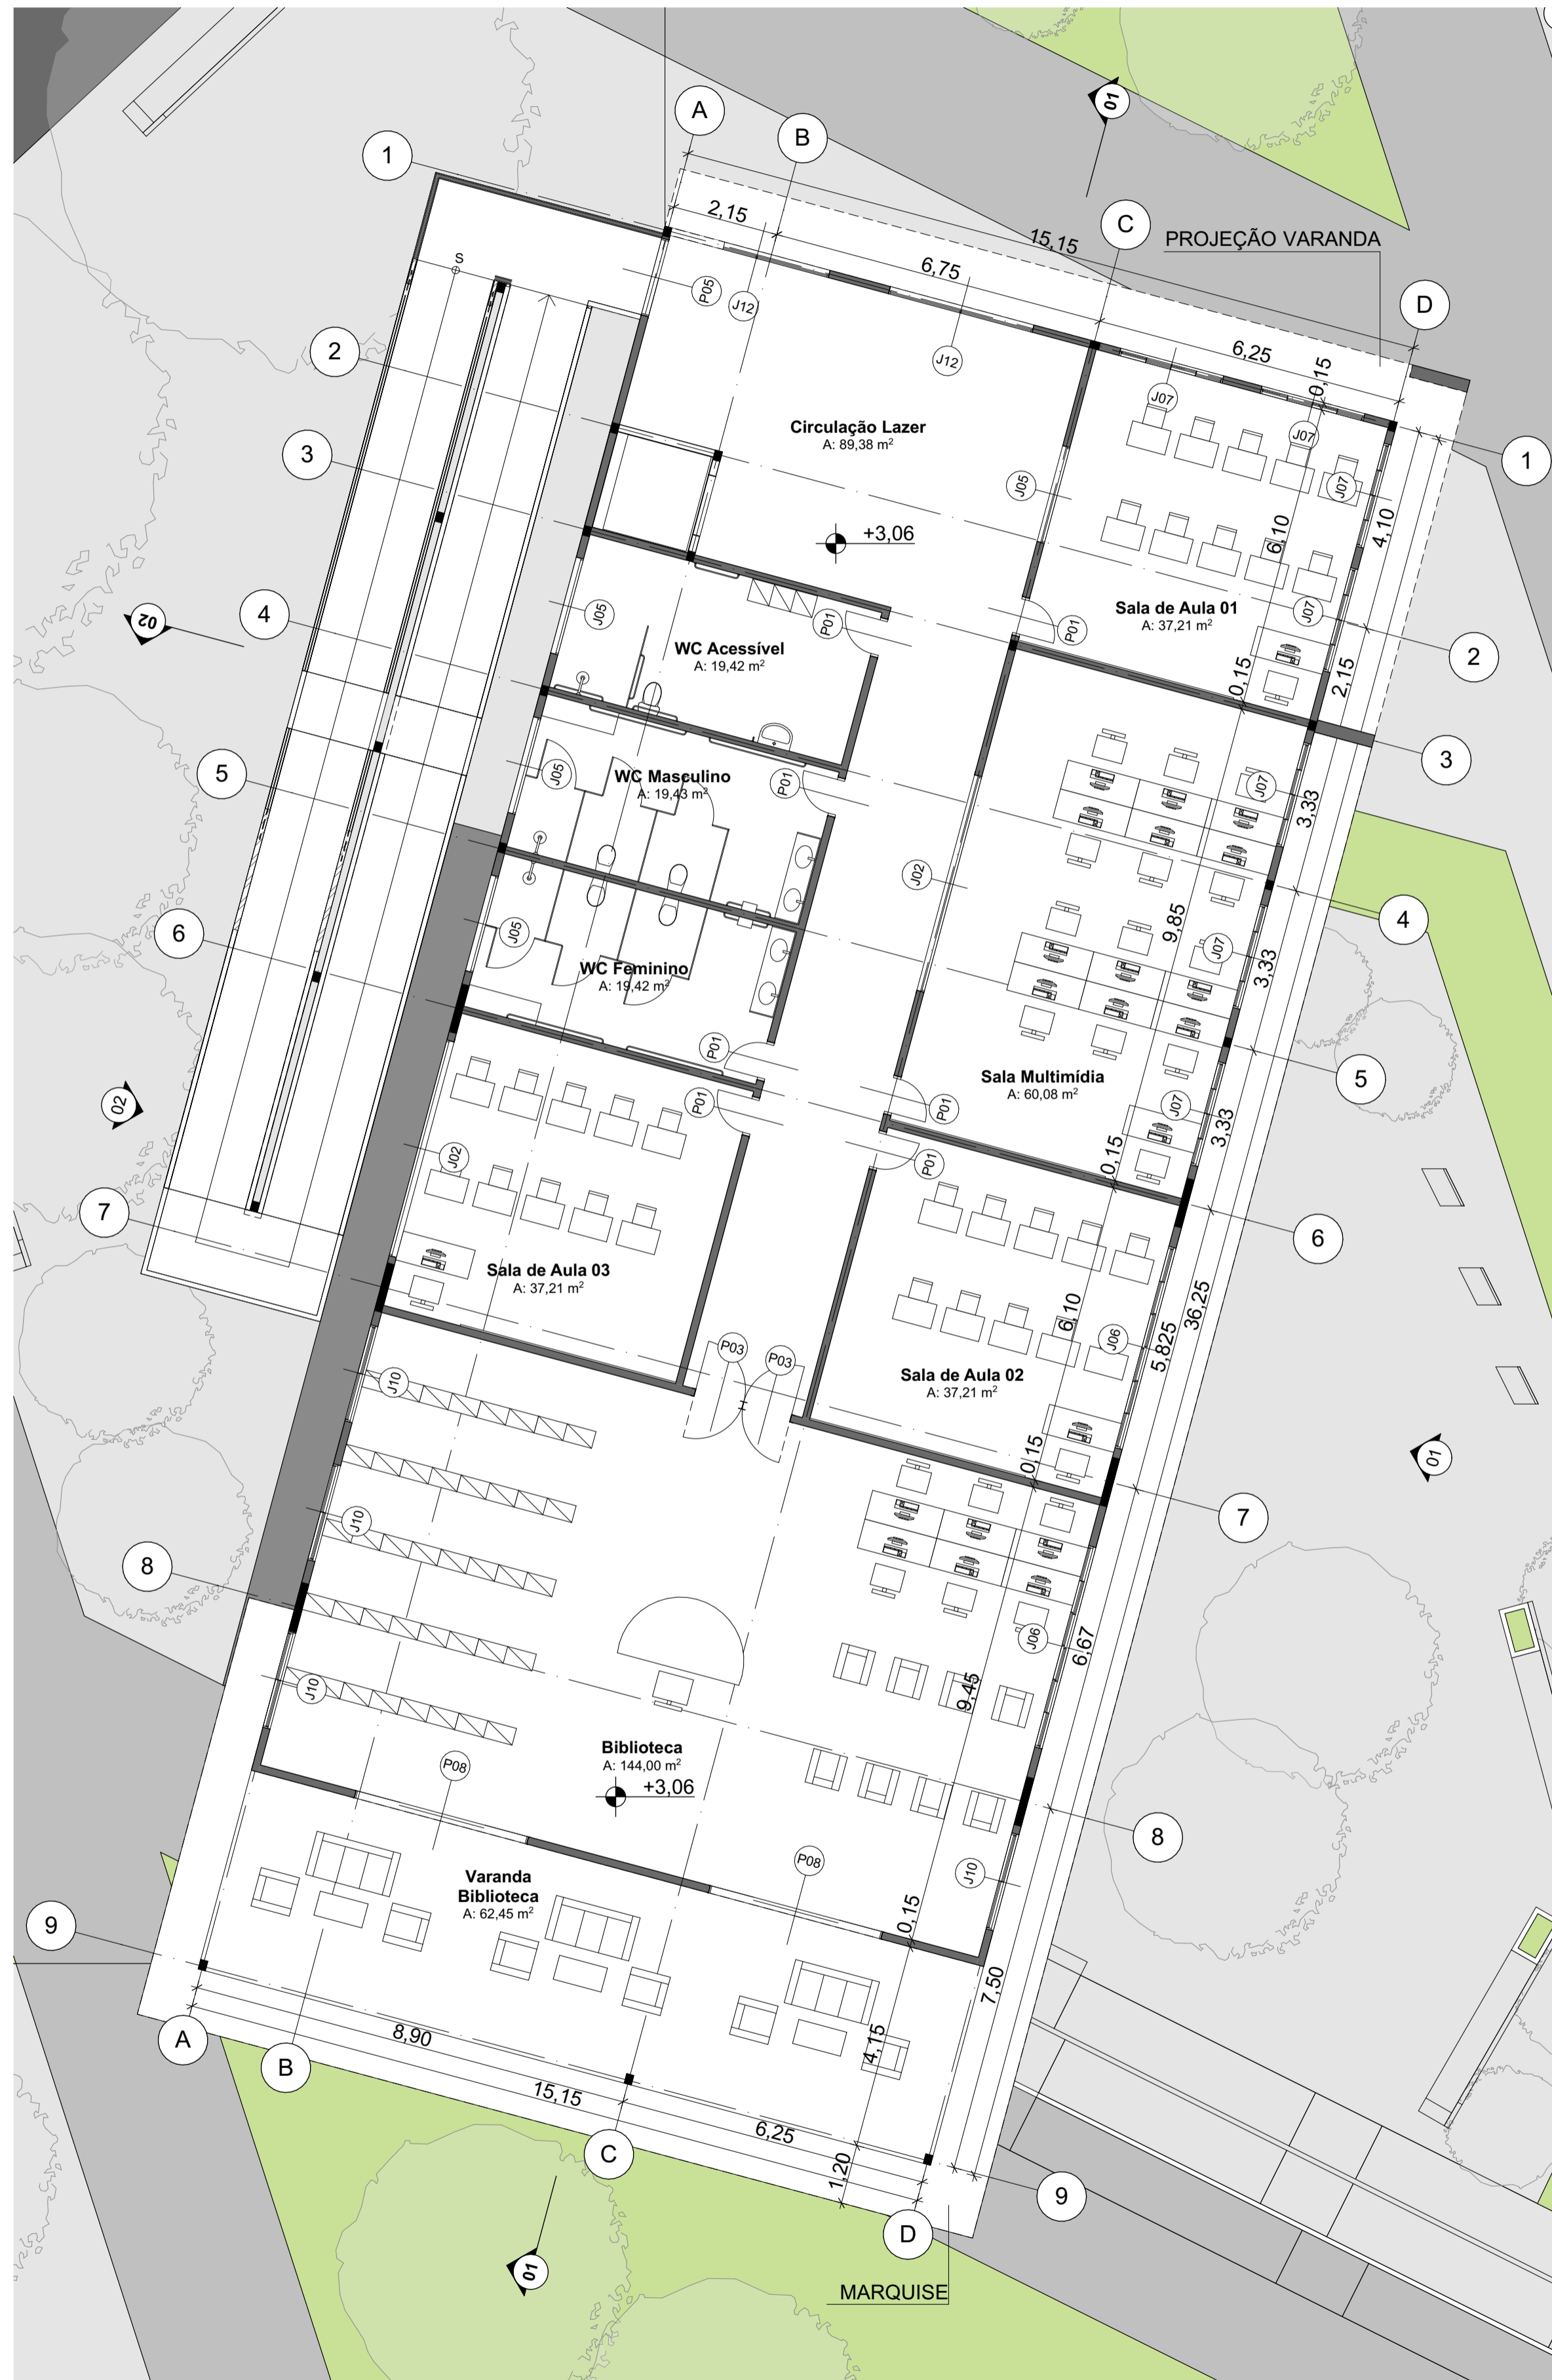 A
B
1
C
2,15
15,15
PROJEÇÃO VARANDA
S
6,75
P05
J12
D
2
6,25
0,15
J12
J07
Circulação Lazer
A: 89,38 m²
J07
3
1
J05
J07
4,10
+3,06
6,10
01
02
4
J05
P01
Sala de Aula 01
A: 37,21 m²
J07
P01
WC Acessível
A: 19,42 m²
2
0,15
2,15
3
5
J05
WC Masculino
A: 19,43 m²
P01
J07
3,33
J02
6
J05
9,85
4
J07
3,33
WC Feminino
A: 19,42 m²
P01
Sala Multimídia
A: 60,08 m²
5
02
P01
P01
J07
3,33
J02
P01
0,15
7
6
Sala de Aula 03
A: 37,21 m²
36,25
6,10
J06
5,825
P03
P03
Sala de Aula 02
A: 37,21 m²
J10
01
0,15
7
J10
8
J06
6,67
J10
9,45
Biblioteca
A: 144,00 m²
+3,06
P08
8
P08
J10
Varanda
Biblioteca
A: 62,45 m²
0,15
9
7,50
A
8,90
4,15
B
15,15
6,25
C
1,20
9
D
01
MARQUISE